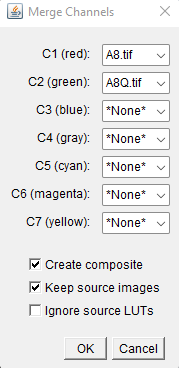 Merge Channels
C1 (red): A8.tif
C2 (green): A8Q.tif
C3 (blue): *None*
C4 (gray): *None*
C5 (cyan): *None*
C6 (magenta): *None*
C7 (yellow): *None*
Create composite
Keep source images
Ignore source LUTs
OK Cancel